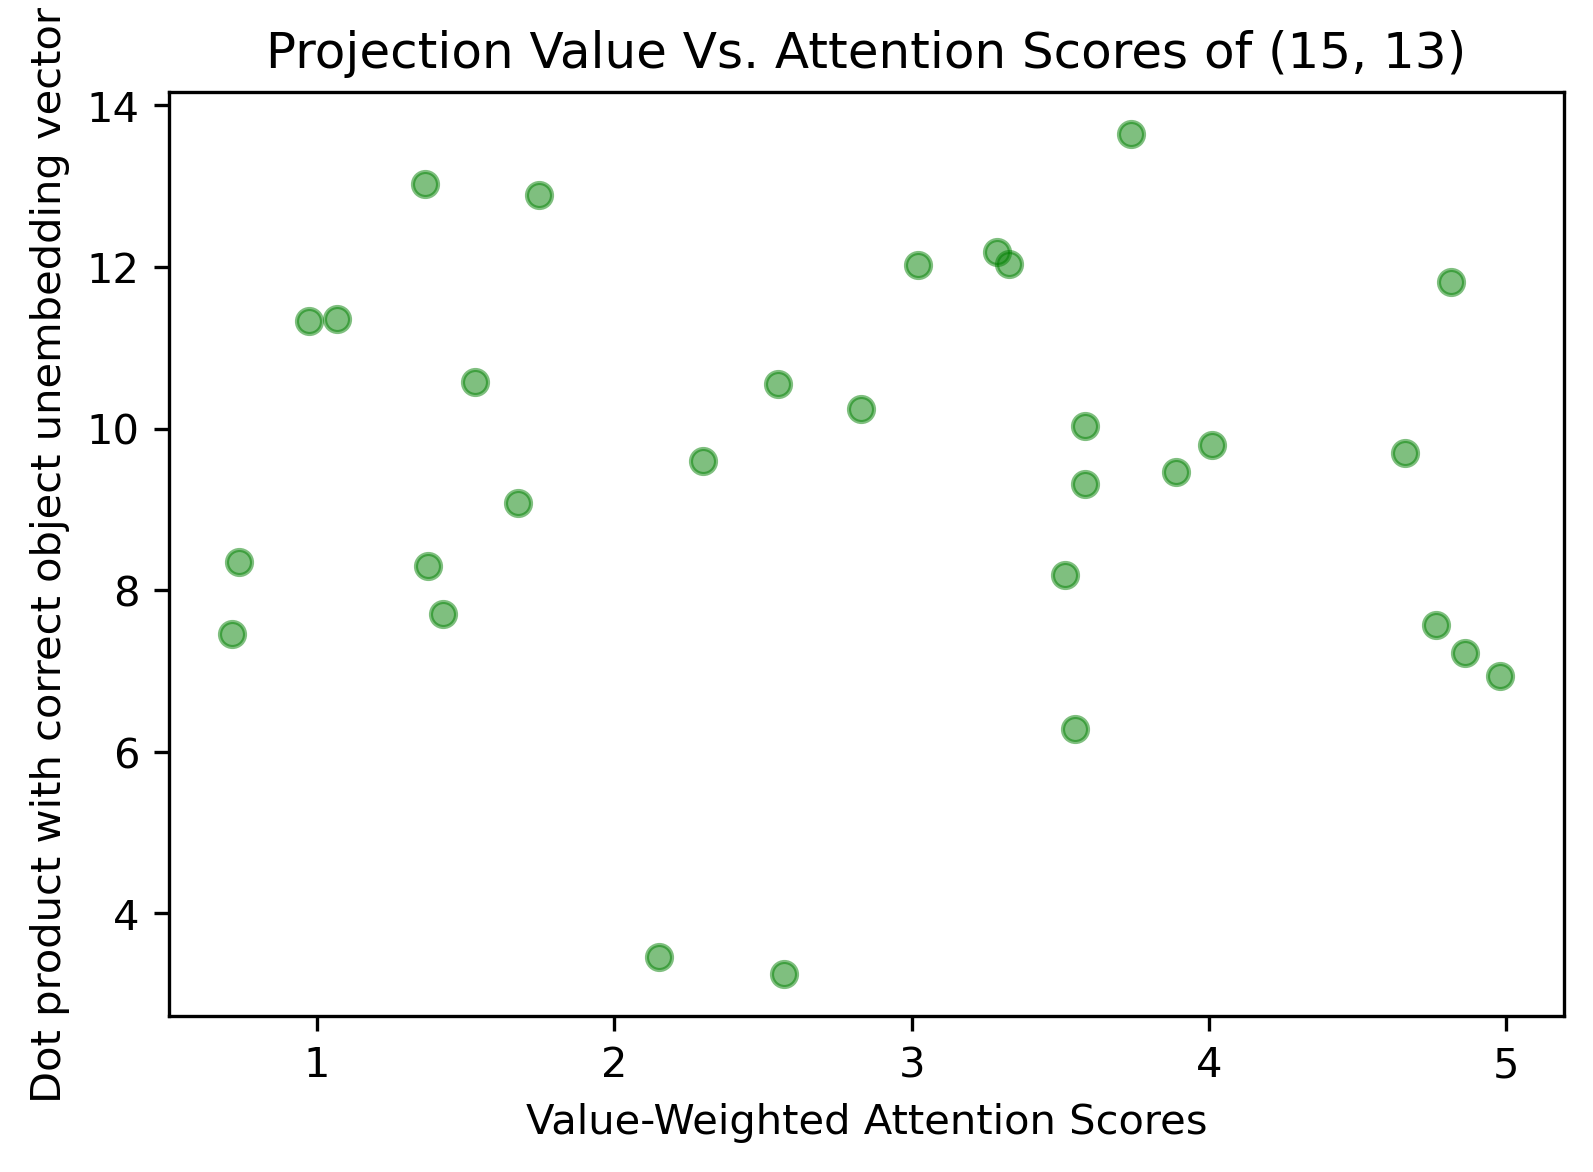 Projection Value Vs. Attention Scores of (15, 13)
Dot product with correct object unembedding vector
14
12
10
8
6
4
1 2 3 4 5
Value-Weighted Attention Scores